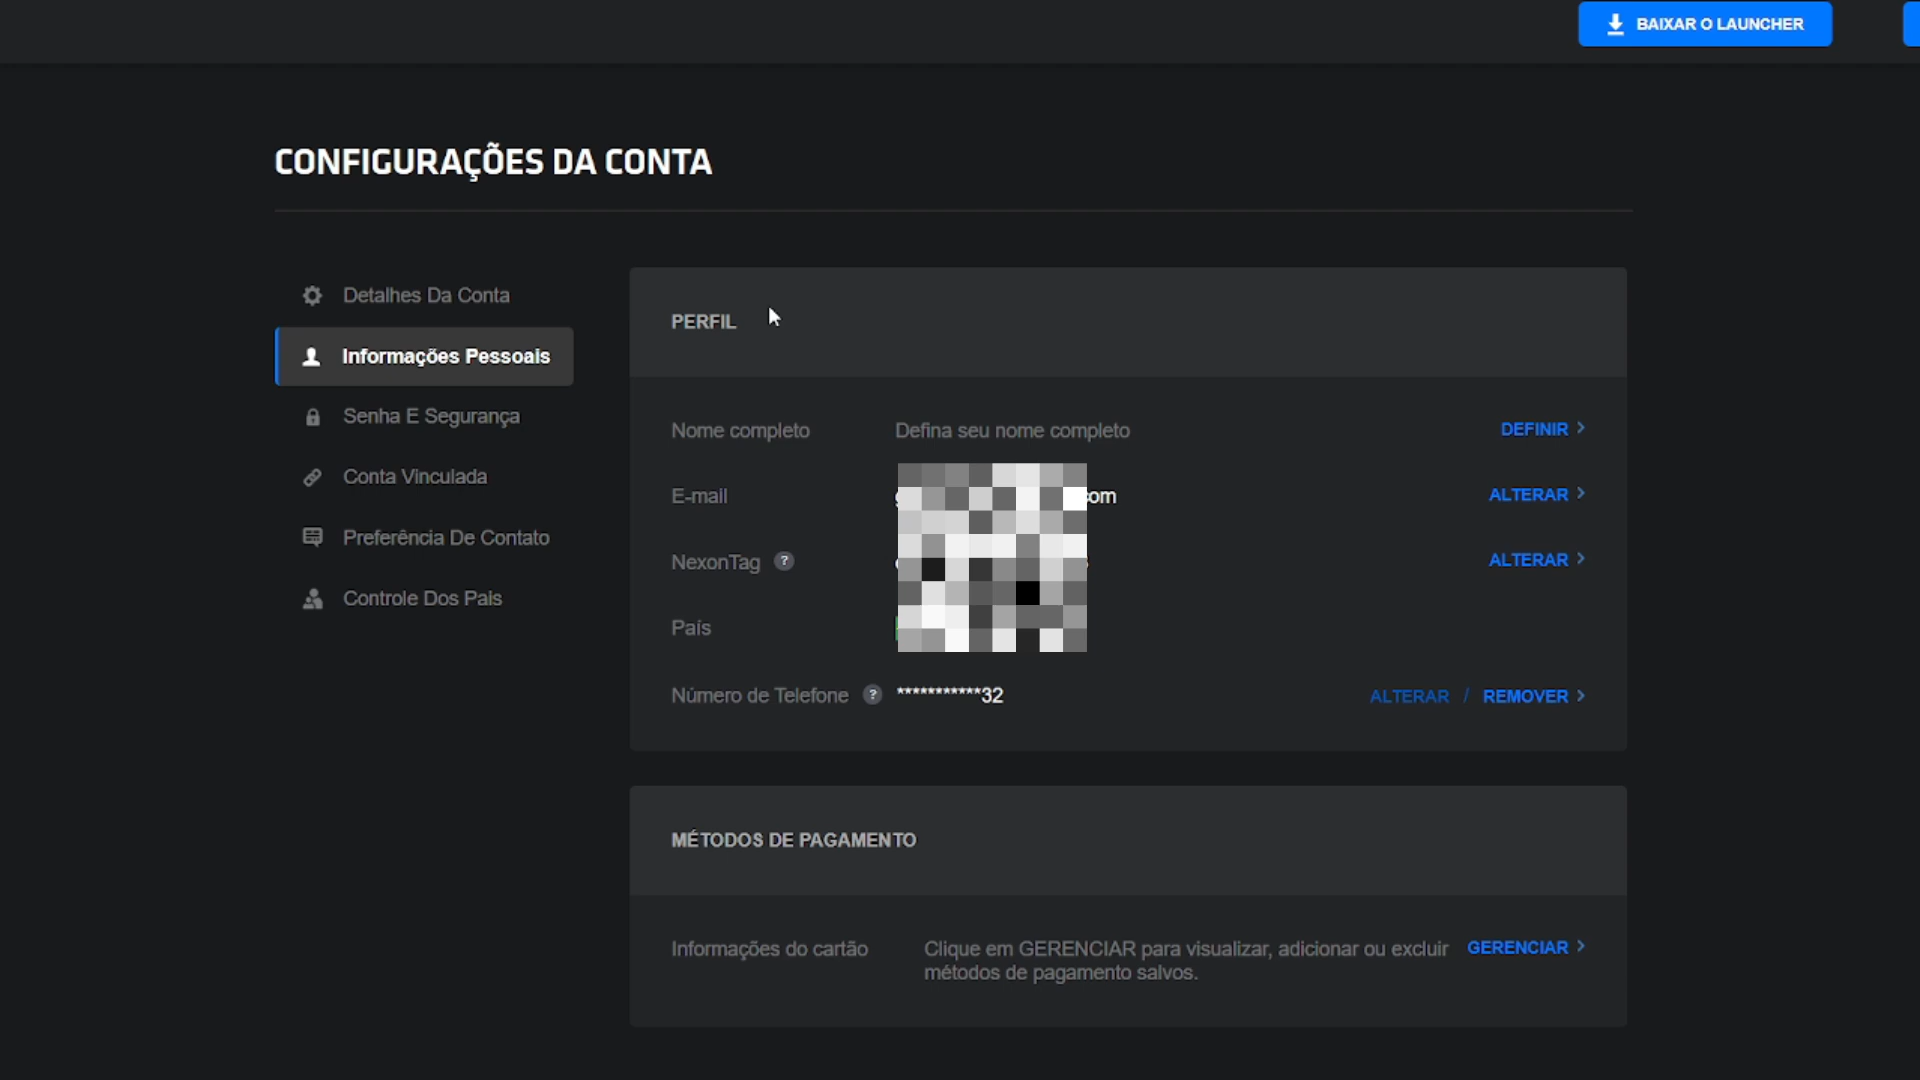 BAIXAR O LAUNCHER
CONFIGURAÇÕES DA CONTA
Detalhes Da Conta
Informações Pessoais
Senha E Segurança
Conta Vinculada
Preferência De Contato
Controle Dos Pais
PERFIL
Nome completo Defina seu nome completo DEFINIR >
E-mail om ALTERAR >
NexonTag ? ALTERAR >
País
Número de Telefone ? ***********32 ALTERAR / REMOVER >
MÉTODOS DE PAGAMENTO
Informações do cartão Clique em GERENCIAR para visualizar, adicionar ou excluir GERENCIAR >
métodos de pagamento salvos.